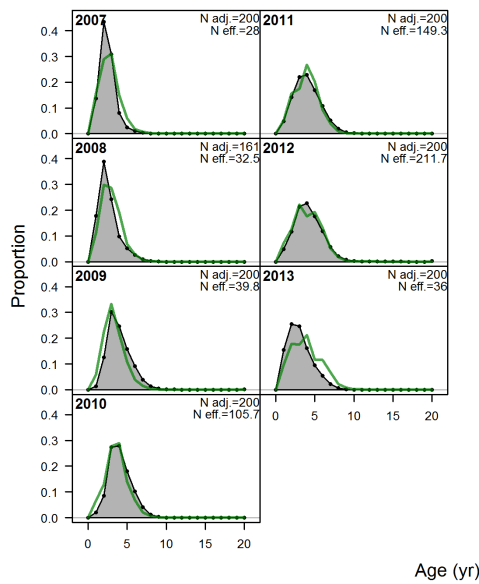 2007
N adj.=200
N eff.=28
2011
N adj.=200
N eff.=149.3
0.4
0.3
0.2
0.1
0.0
2008
N adj.=161
N eff.=32.5
2012
N adj.=200
N eff.=211.7
0.4
0.3
0.2
0.1
0.0
2009
N adj.=200
N eff.=39.8
2013
N adj.=200
N eff.=36
0.4
0.3
0.2
0.1
0.0
0 5 10 15 20
2010
N adj.=200
N eff.=105.7
0.4
0.3
0.2
0.1
0.0
0 5 10 15 20
Proportion
Age (yr)